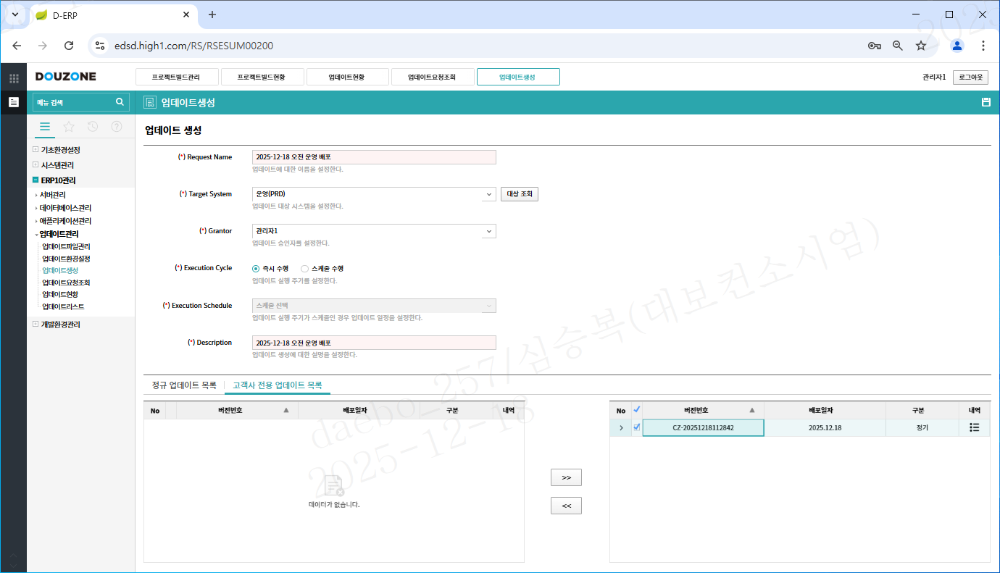 D-ERP
edsd.high1.com/RS/RSESUM00200
DOUZONE
프로젝트빌드관리
프로젝트빌드현황
업데이트현황
업데이트요청조회
업데이트생성
관리자1
로그아웃
메뉴 검색
업데이트생성
기초환경설정
시스템관리
ERP10관리
서버관리
데이터베이스관리
애플리케이션관리
업데이트관리
업데이트파일관리
업데이트환경설정
업데이트생성
업데이트요청조회
업데이트현황
업데이트리스트
개발환경관리
업데이트 생성
(*) Request Name
2025-12-18 오전 운영 배포
업데이트에 대한 이름을 설정한다.
(*) Target System
운영(PRD)
대상 조회
업데이트 대상 시스템을 설정한다.
(*) Grantor
관리자1
업데이트 승인자를 설정한다.
(*) Execution Cycle
즉시 수행
스케줄 수행
업데이트 실행 주기를 설정한다.
(*) Execution Schedule
스케줄 선택
업데이트 실행 주기가 스케줄인 경우 업데이트 일정을 설정한다.
(*) Description
2025-12-18 오전 운영 배포
업데이트 생성에 대한 설명을 설정한다.
정규 업데이트 목록
고객사 전용 업데이트 목록
No 버전번호 배포일자 구분 내역
데이터가 없습니다.
>>
<<
No 버전번호 배포일자 구분 내역
CZ-20251218112842 2025.12.18 정기
daebo_257/심승복(대보컨소시엄)
2025-12-18